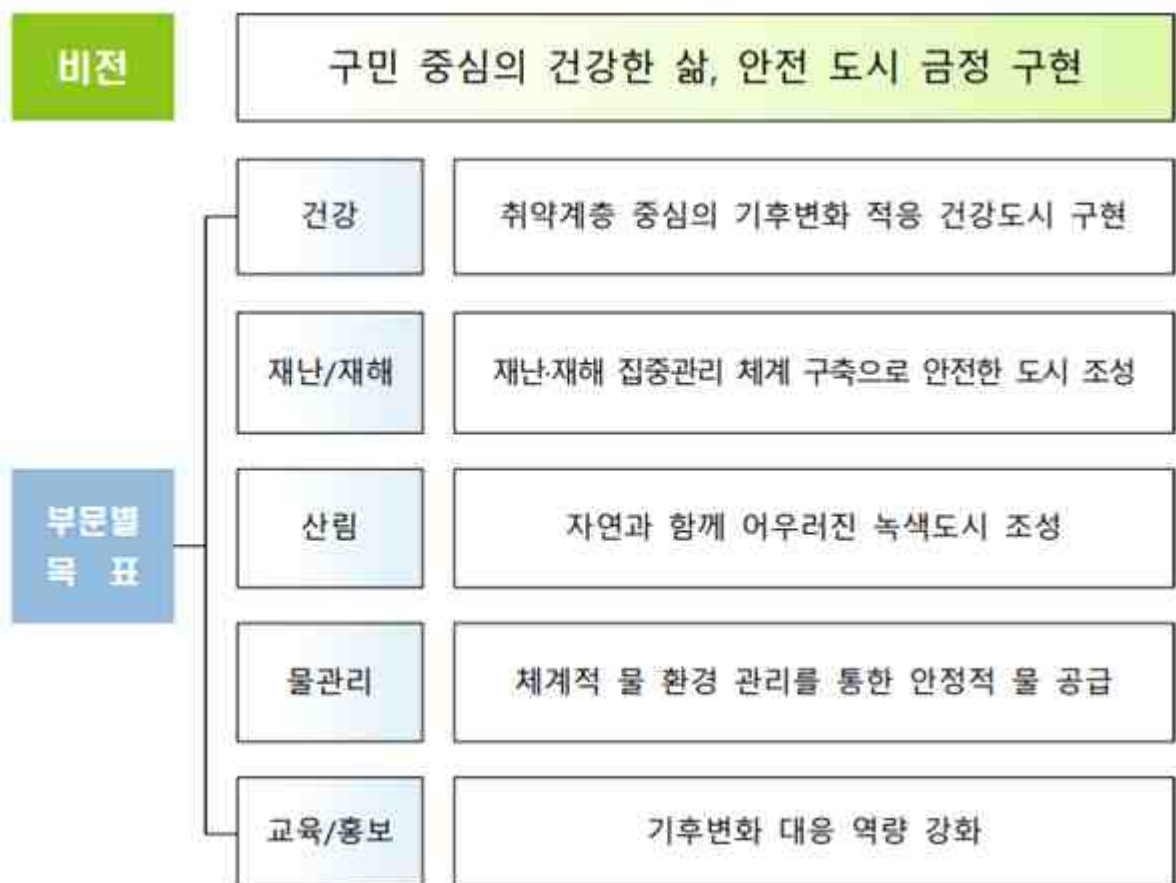 비전
구민 중심의 건강한 삶, 안전 도시 금정 구현
건강
취약계층 중심의 기후변화 적응 건강도시 구현
재난/재해
재난·재해 집중관리 체계 구축으로 안전한 도시 조성
부문별
목 표
산림
자연과 함께 어우러진 녹색도시 조성
물관리
체계적 물 환경 관리를 통한 안정적 물 공급
교육/홍보
기후변화 대응 역량 강화